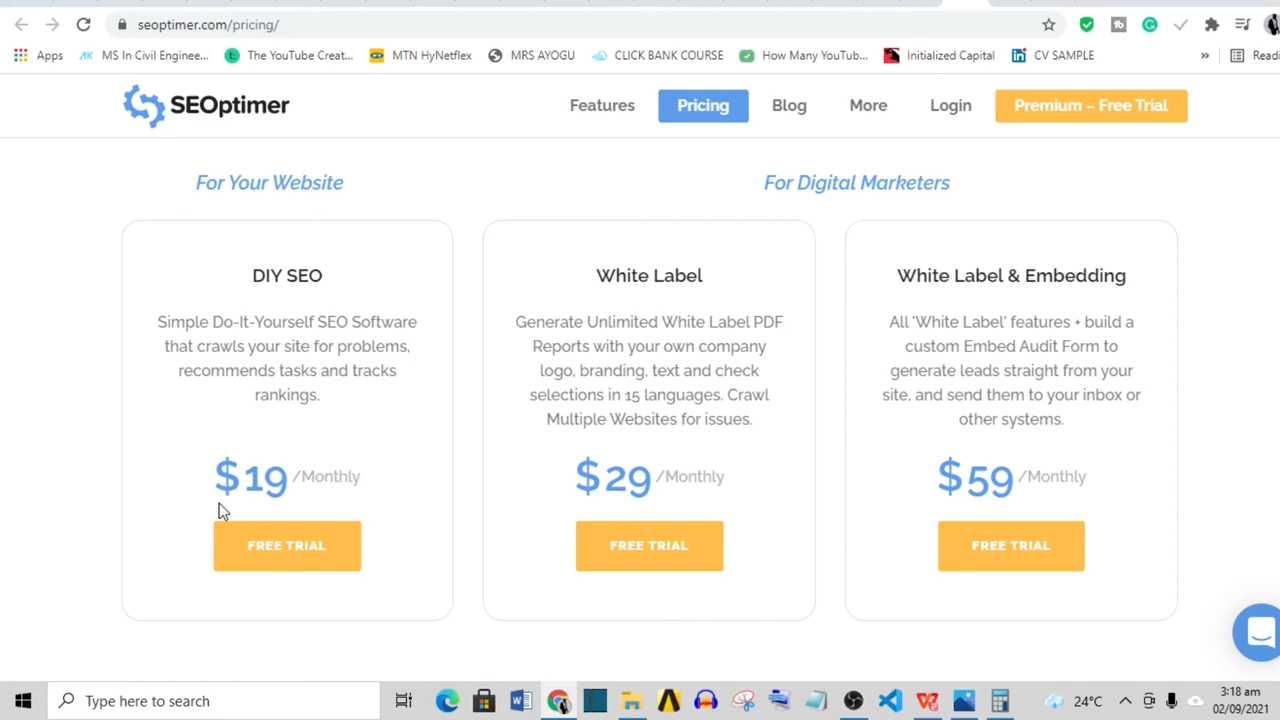 seoptimer.com/pricing/
Apps MS In Civil Enginee... The YouTube Creat... MTN HyNetflex MRS AYOGU CLICK BANK COURSE How Many YouTub... Initialized Capital CV SAMPLE »
SEOptimer Features Pricing Blog More Login Premium – Free Trial
For Your Website For Digital Marketers
DIY SEO
Simple Do-It-Yourself SEO Software
that crawls your site for problems,
recommends tasks and tracks
rankings.
$19 /Monthly
FREE TRIAL
White Label
Generate Unlimited White Label PDF
Reports with your own company
logo, branding, text and check
selections in 15 languages. Crawl
Multiple Websites for issues.
$29 /Monthly
FREE TRIAL
White Label & Embedding
All 'White Label' features + build a
custom Embed Audit Form to
generate leads straight from your
site, and send them to your inbox or
other systems.
$59 /Monthly
FREE TRIAL
Type here to search 24°C 3:18 am
02/09/2021